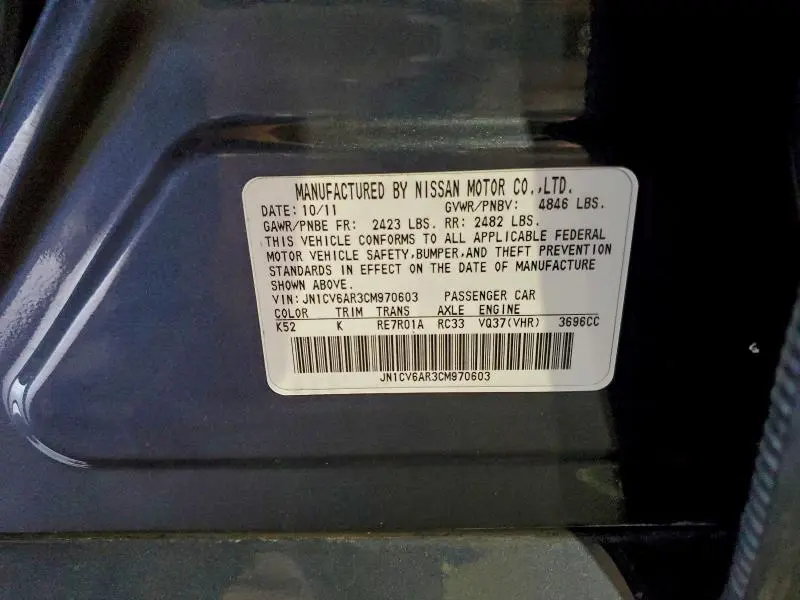 MANUFACTURED BY NISSAN MOTOR CO.,LTD.
DATE: 10/11 GVWR/PNBV: 4846 LBS.
GAWR/PNBE FR: 2423 LBS. RR: 2482 LBS.
THIS VEHICLE CONFORMS TO ALL APPLICABLE FEDERAL
MOTOR VEHICLE SAFETY,BUMPER,AND THEFT PREVENTION
STANDARDS IN EFFECT ON THE DATE OF MANUFACTURE
SHOWN ABOVE.
VIN: JN1CV6AR3CM970603 PASSENGER CAR
COLOR TRIM TRANS AXLE ENGINE
K52 K RE7R01A RC33 VQ37(VHR) 3696CC
JN1CV6AR3CM970603